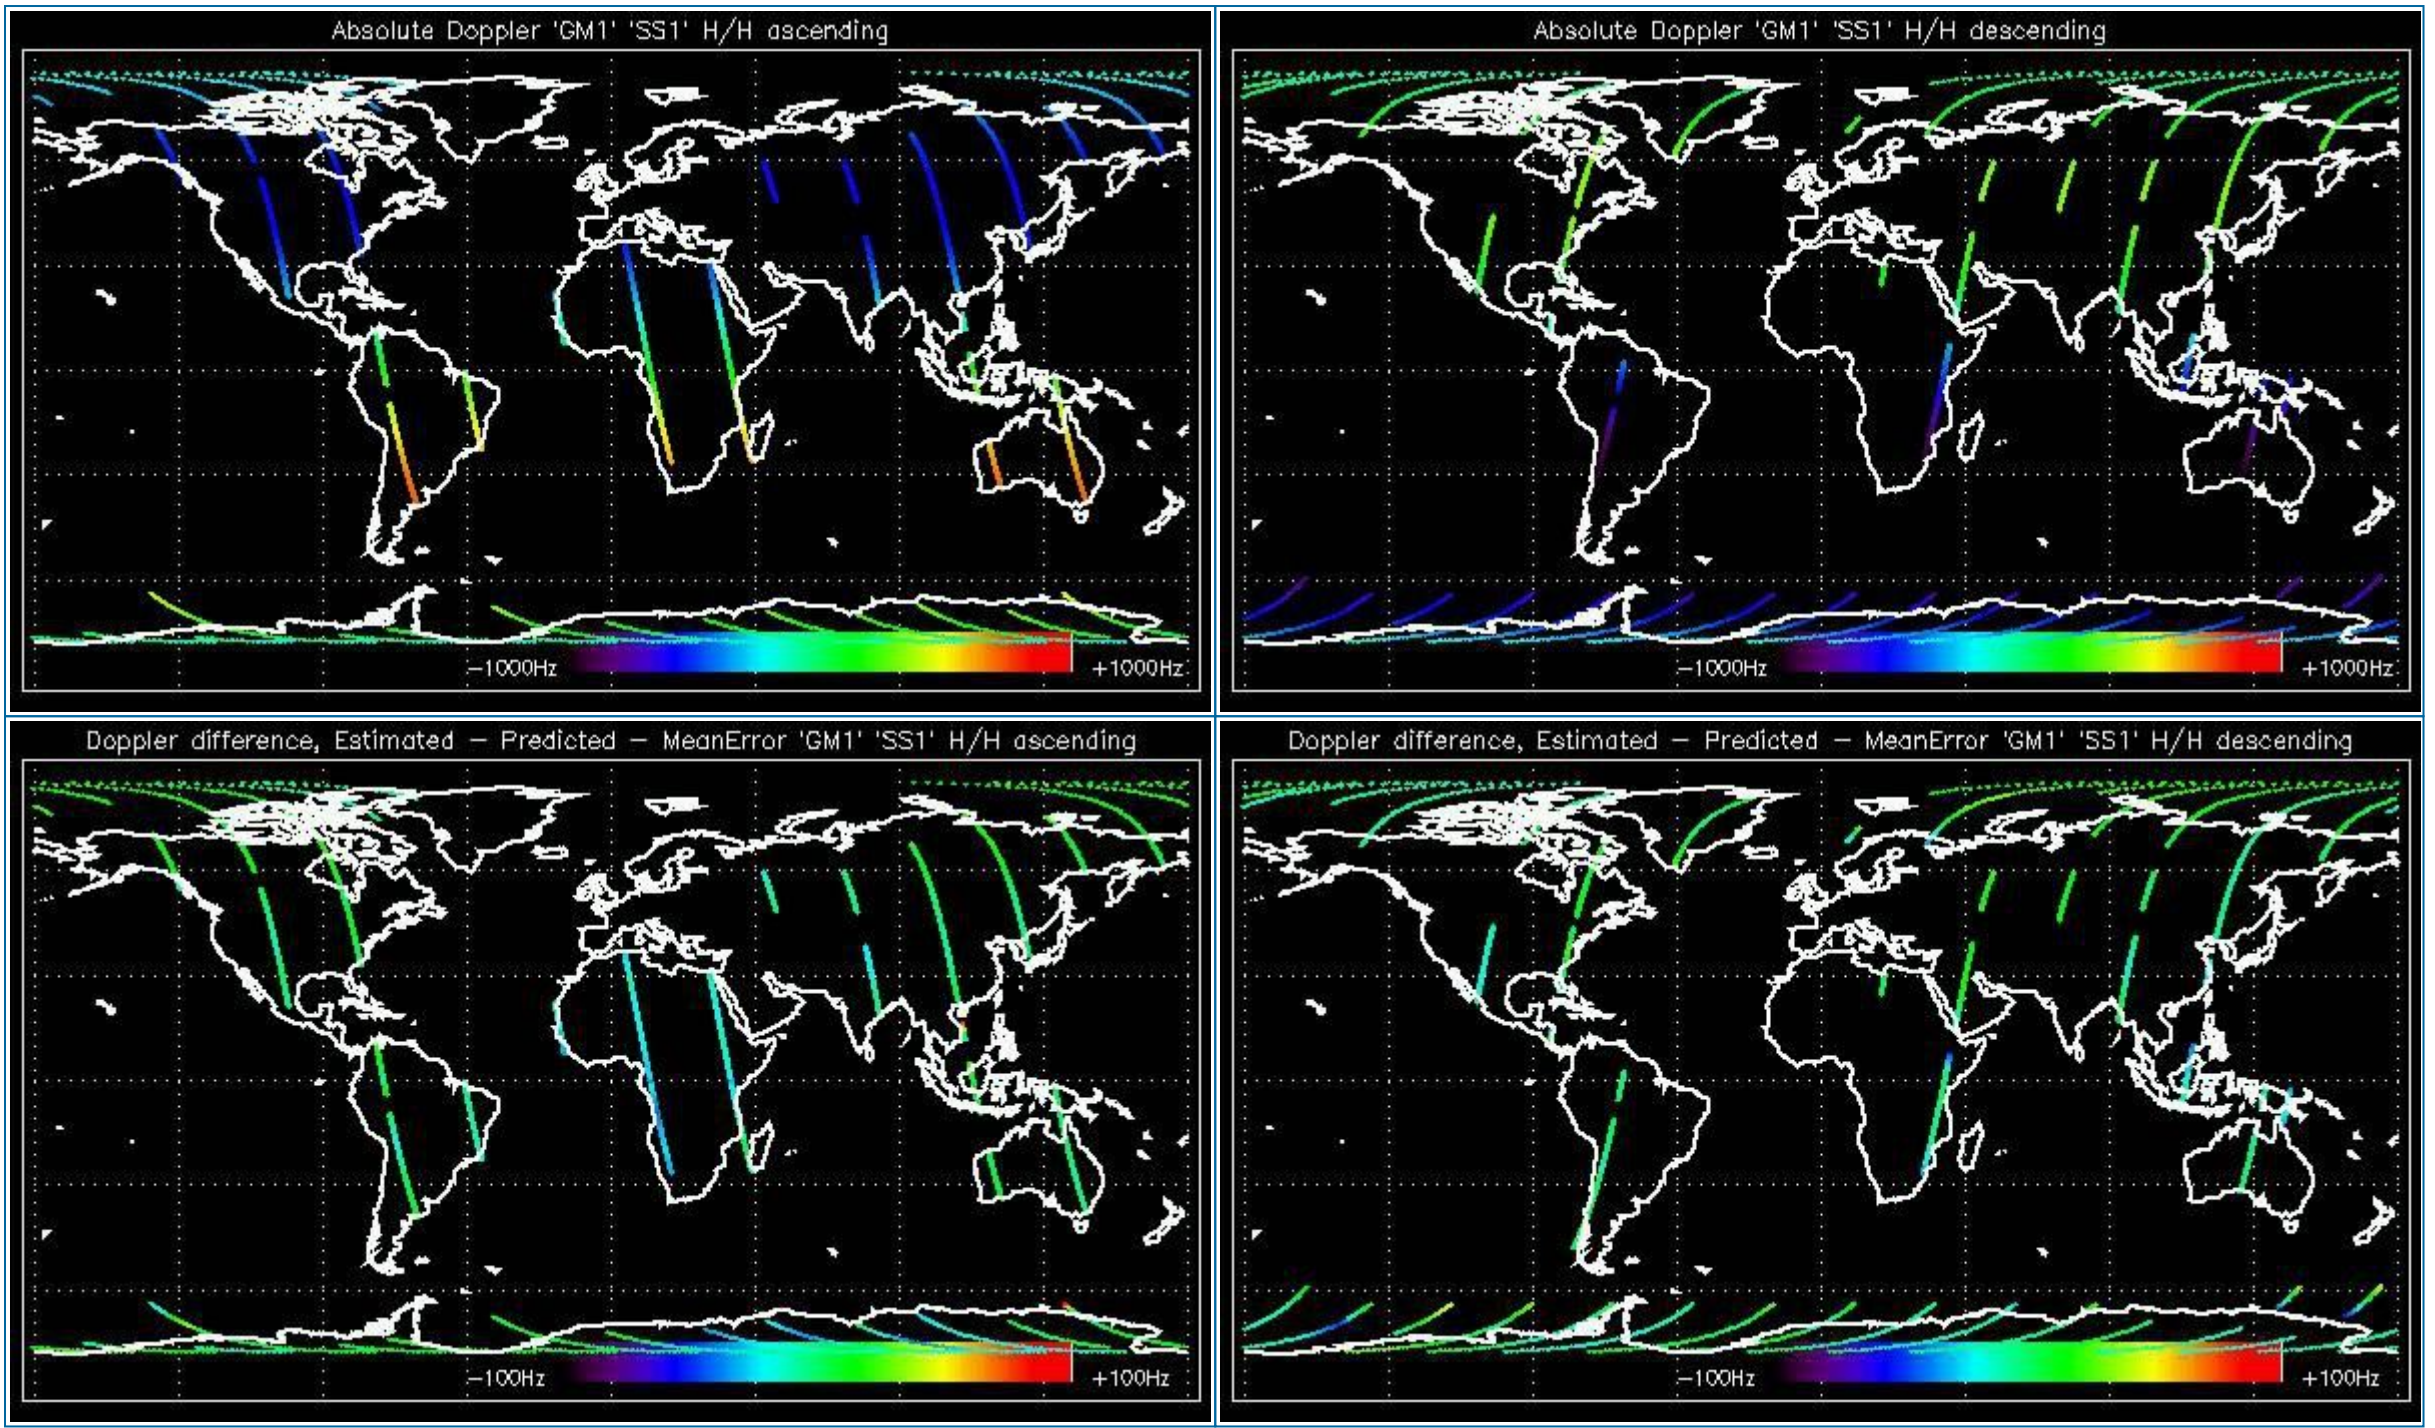 Absolute Doppler 'GM1' 'SS1' H/H ascending
−1000Hz
+1000Hz
Absolute Doppler 'GM1' 'SS1' H/H descending
−1000Hz
+1000Hz
Doppler difference, Estimated − Predicted − MeanError 'GM1' 'SS1' H/H ascending
−100Hz
+100Hz
Doppler difference, Estimated − Predicted − MeanError 'GM1' 'SS1' H/H descending
−100Hz
+100Hz